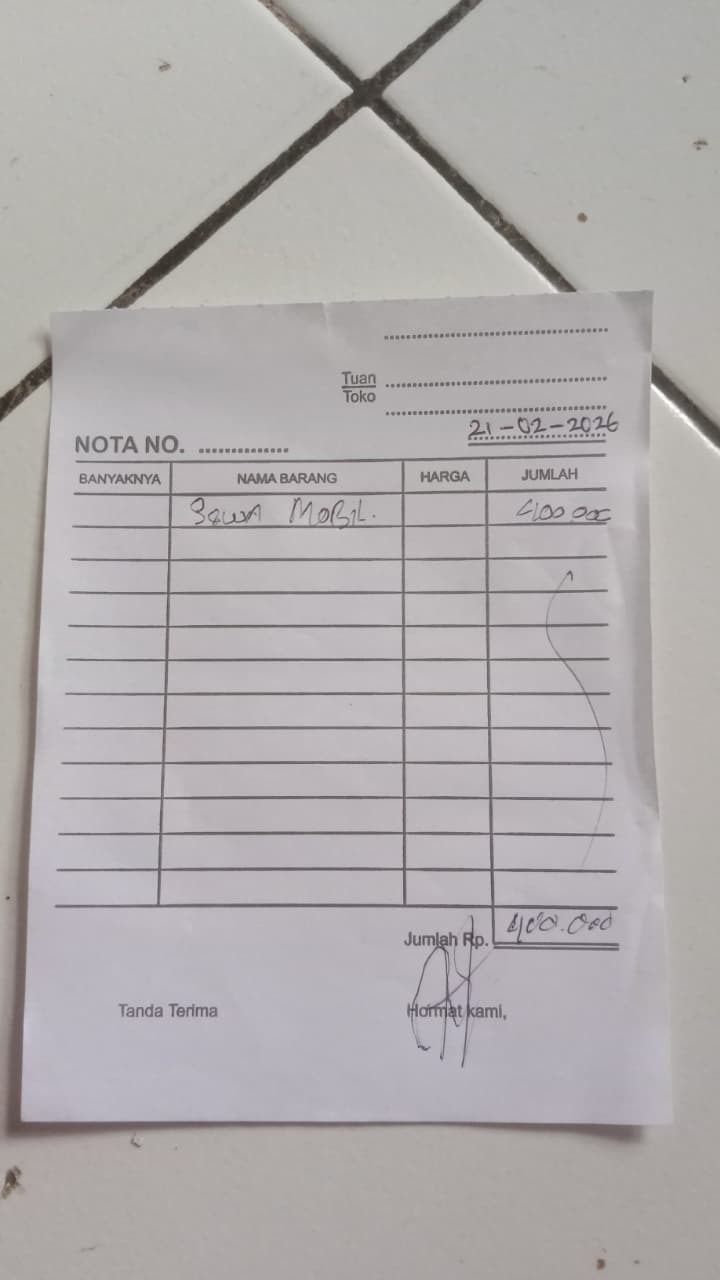 Tuan
Toko
21-02-2026
NOTA NO. ...............
BANYAKNYA NAMA BARANG HARGA JUMLAH
Sewa MOBIL. 400.000
Jumlah Rp. 400.000
Tanda Terima Hormat kami,